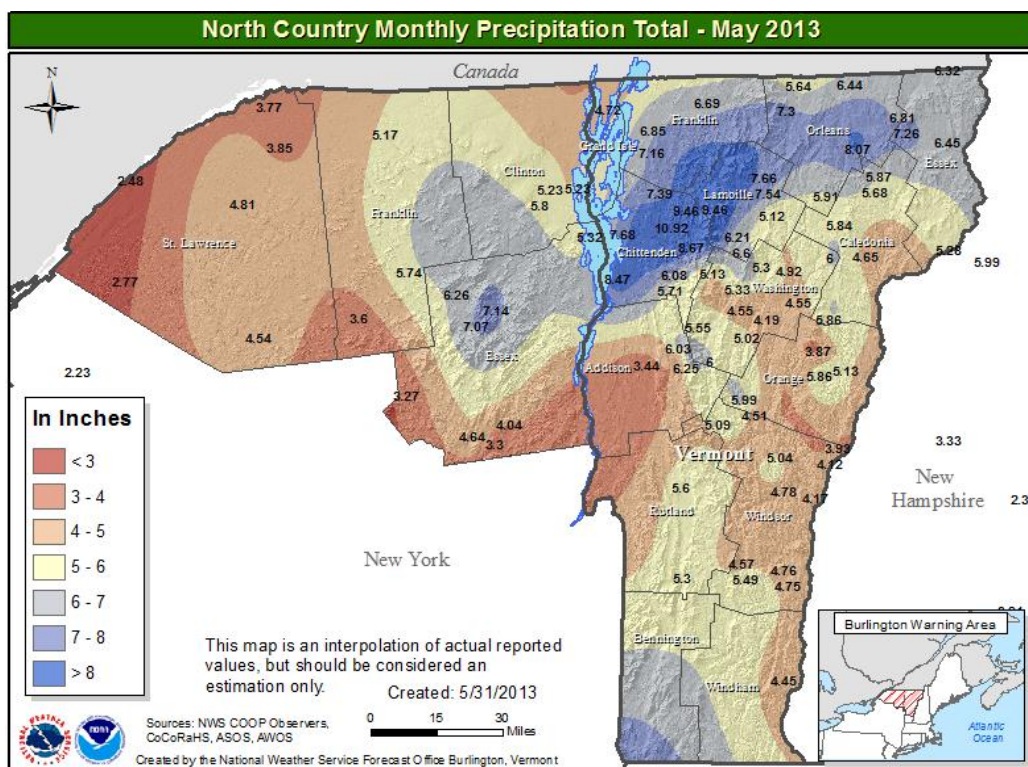 North Country Monthly Precipitation Total - May 2013
N
Canada
6.32
5.64
6.44
3.77
4.72
6.69
7.3
6.81
5.17
6.85
Franklin
Orleans
7.26
3.85
Grand Isle
7.16
8.07
6.45
Essex
2.48
Clinton
7.66
5.87
5.23
5.23
7.39
Lamoille
7.54
5.91
5.68
4.81
Franklin
5.8
9.46
9.46
5.12
5.84
St. Lawrence
5.32
7.68
10.92
6.21
Caledonia
Chittenden
8.67
6.6
6
4.65
5.28
5.99
2.77
5.74
8.47
6.08
5.13
5.3
4.92
Washington
6.26
5.71
5.33
7.14
4.55
4.55
3.6
7.07
4.19
5.86
4.54
5.55
5.02
Essex
6.03
3.87
2.23
Addison
3.44
6.25
6
Orange
5.86
5.13
3.27
5.99
4.04
4.51
4.64
3.3
5.09
3.93
3.33
Vermont
5.04
4.12
New
Hampshire
5.6
4.78
4.17
2.3
Rutland
Windsor
New York
4.57
4.76
5.3
5.49
4.75
Bennington
Windham
4.45
In Inches
< 3
3 - 4
4 - 5
5 - 6
6 - 7
7 - 8
> 8
This map is an interpolation of actual reported
values, but should be considered an
estimation only.
Created: 5/31/2013
Sources: NWS COOP Observers,
CoCoRaHS, ASOS, AWOS
0 15 30
Miles
Created by the National Weather Service Forecast Office Burlington, Vermont
Burlington Warning Area
Atlantic
Ocean
NATIONAL WEATHER SERVICE
noaa